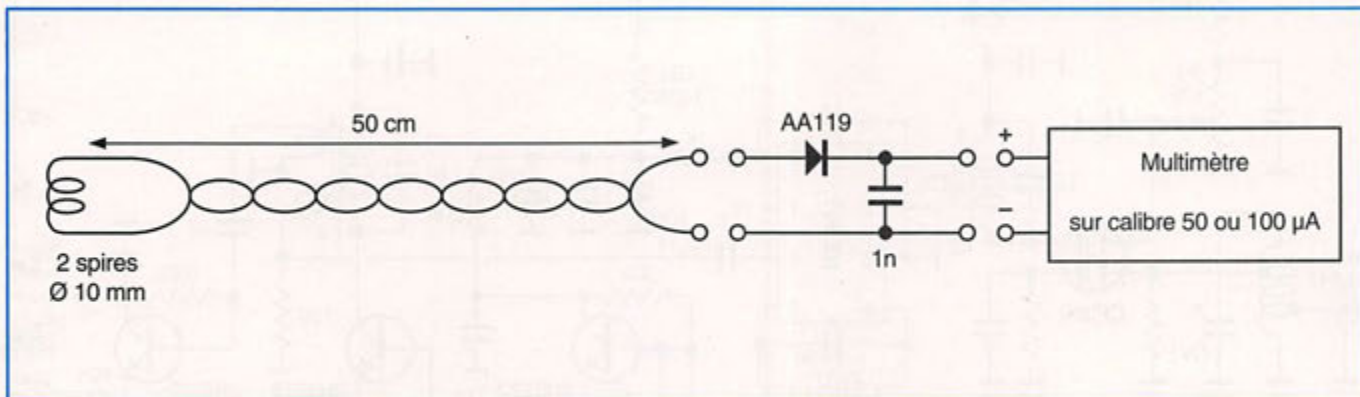 50 cm
AA119
+
Multimètre
−
sur calibre 50 ou 100 µA
2 spires
Ø 10 mm
1n